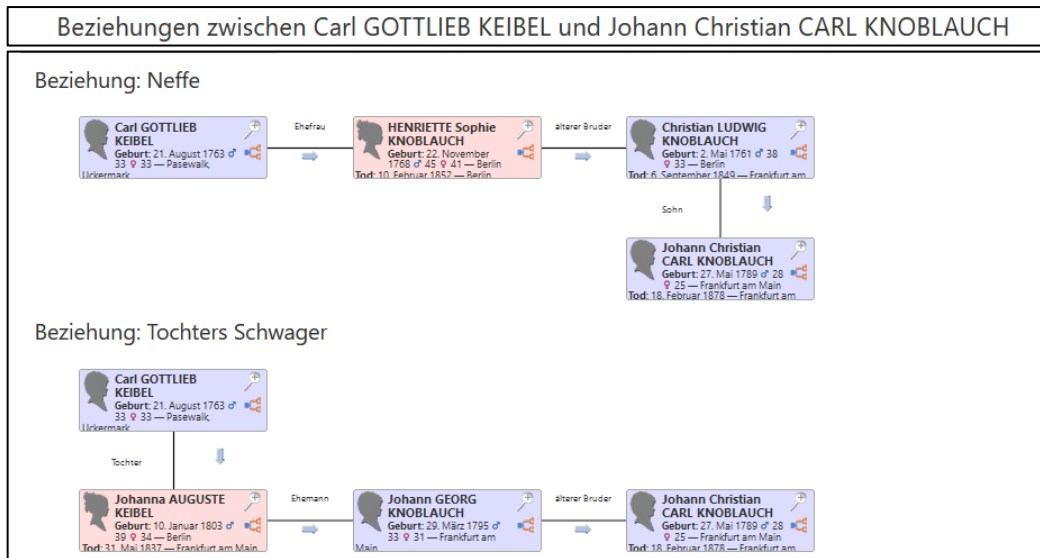 Beziehungen zwischen Carl GOTTLIEB KEIBEL und Johann Christian CARL KNOBLAUCH
Beziehung: Neffe
Carl GOTTLIEB
KEIBEL
Geburt: 21. August 1763 ♂
33 ♀ 33 — Pasewalk,
Uckermark
Ehefrau
HENRIETTE Sophie
KNOBLAUCH
Geburt: 22. November
1768 ♂ 45 ♀ 41 — Berlin
Tod: 10. Februar 1852 — Berlin
älterer Bruder
Christian LUDWIG
KNOBLAUCH
Geburt: 2. Mai 1761 ♂ 38
♀ 33 — Berlin
Tod: 6. September 1849 — Frankfurt am
Sohn
Johann Christian
CARL KNOBLAUCH
Geburt: 27. Mai 1789 ♂ 28
♀ 25 — Frankfurt am Main
Tod: 18. Februar 1878 — Frankfurt am
Beziehung: Tochters Schwager
Carl GOTTLIEB
KEIBEL
Geburt: 21. August 1763 ♂
33 ♀ 33 — Pasewalk,
Uckermark
Tochter
Johanna AUGUSTE
KEIBEL
Geburt: 10. Januar 1803 ♂
39 ♀ 34 — Berlin
Tod: 31. Mai 1837 — Frankfurt am Main
Ehemann
Johann GEORG
KNOBLAUCH
Geburt: 29. März 1795 ♂
33 ♀ 31 — Frankfurt am
Main
älterer Bruder
Johann Christian
CARL KNOBLAUCH
Geburt: 27. Mai 1789 ♂ 28
♀ 25 — Frankfurt am Main
Tod: 18. Februar 1878 — Frankfurt am